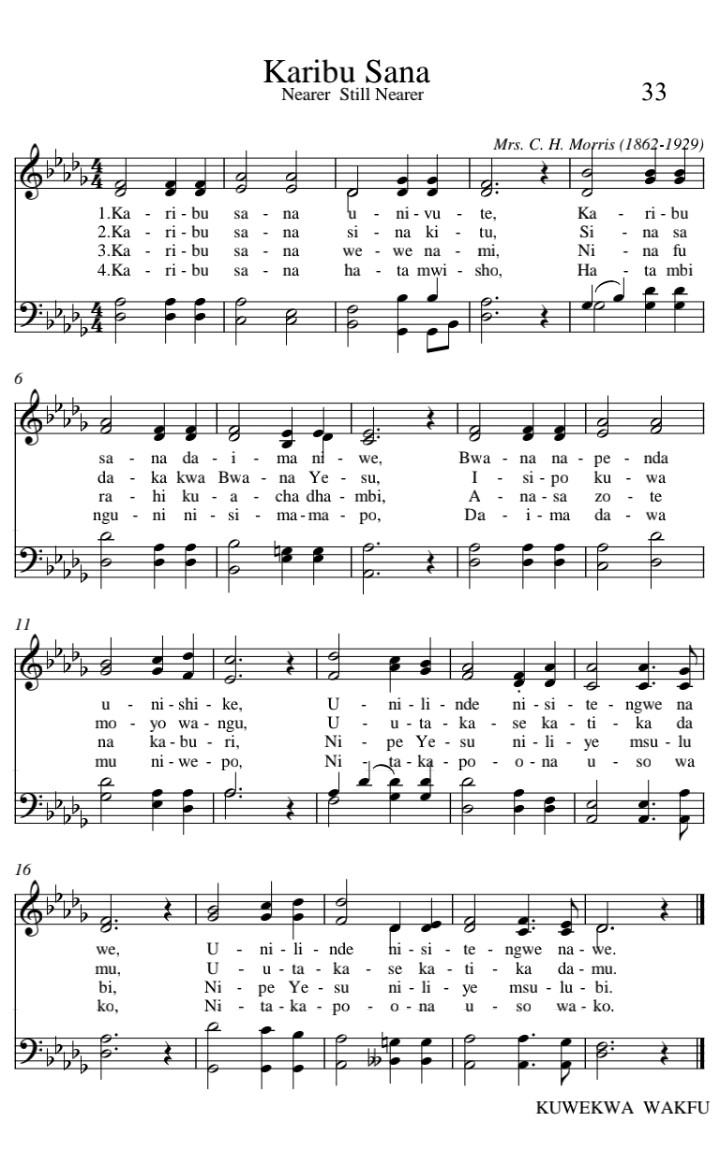 Karibu Sana
Nearer Still Nearer
33
Mrs. C. H. Morris (1862-1929)
1.Ka - ri - bu sa - na u - ni - vu - te, Ka - ri - bu
2.Ka - ri - bu sa - na si - na ki - tu, Si - na sa
3.Ka - ri - bu sa - na we - we na - mi, Ni - na fu
4.Ka - ri - bu sa - na ha - ta mwi - sho, Ha - ta mbi
6
sa - na da - i - ma ni - we, Bwa - na na - pe - nda
da - ka kwa Bwa - na Ye - su, I - si - po ku - wa
ra - hi ku - a - cha dha - mbi, A - na - sa zo - te
ngu - ni ni - si - ma - ma - po, Da - i - ma da - wa
11
u - ni - shi - ke, U - ni - li - nde ni - si - te - ngwe na
mo - yo wa - ngu, U - u - ta - ka - se ka - ti - ka da
na ka - bu - ri, Ni - pe Ye - su ni - li - ye msu - lu
mu ni - we - po, Ni - ta - ka - po - o - na u - so wa
16
we, U - ni - li - nde ni - si - te - ngwe na - we.
mu, U - u - ta - ka - se ka - ti - ka da - mu.
bi, Ni - pe Ye - su ni - li - ye msu - lu - bi.
ko, Ni - ta - ka - po - o - na u - so wa - ko.
KUWEKWA WAKFU